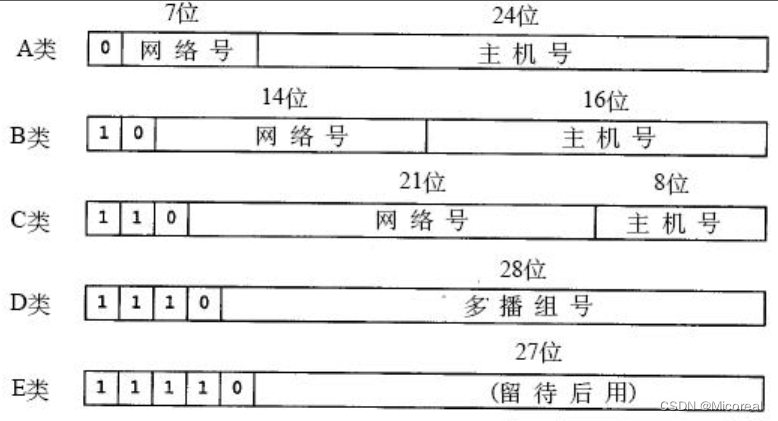 7位 24位
A类 0 网络号 主机号
14位 16位
B类 1 0 网络号 主机号
21位 8位
C类 1 1 0 网络号 主机号
28位
D类 1 1 1 0 多播组号
27位
E类 1 1 1 1 0 (留待后用)
CSDN @Micoreal